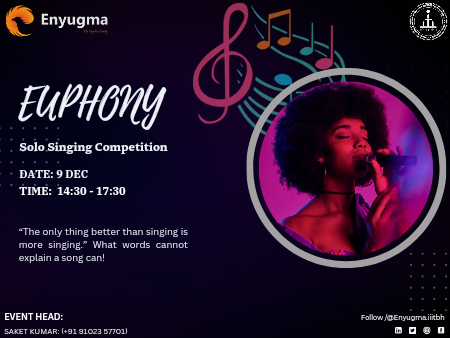 Enyugma
EUPHONY
Solo Singing Competition
DATE: 9 DEC
TIME: 14:30 - 17:30
“The only thing better than singing is
more singing.” What words cannot
explain a song can!
EVENT HEAD:
SAKET KUMAR: (+91 91023 57701)
Follow /@Enyugma.iiitbh